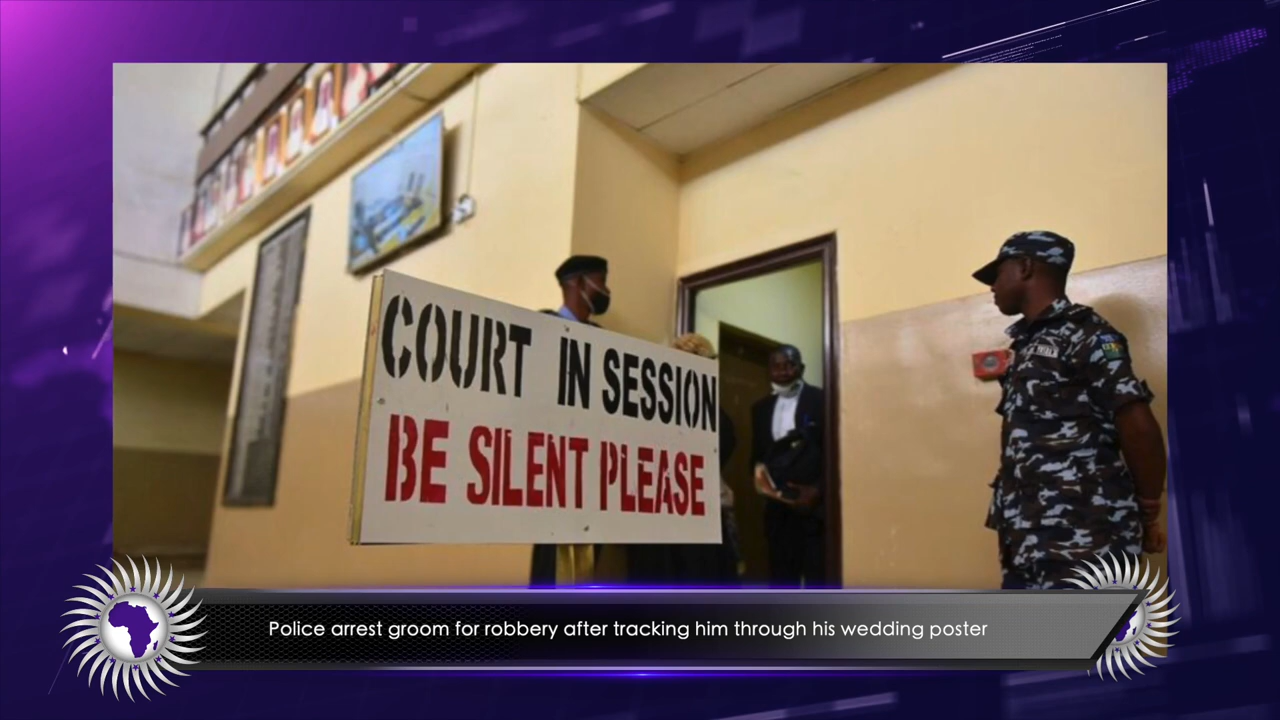 COURT IN SESSION
BE SILENT PLEASE
Police arrest groom for robbery after tracking him through his wedding poster